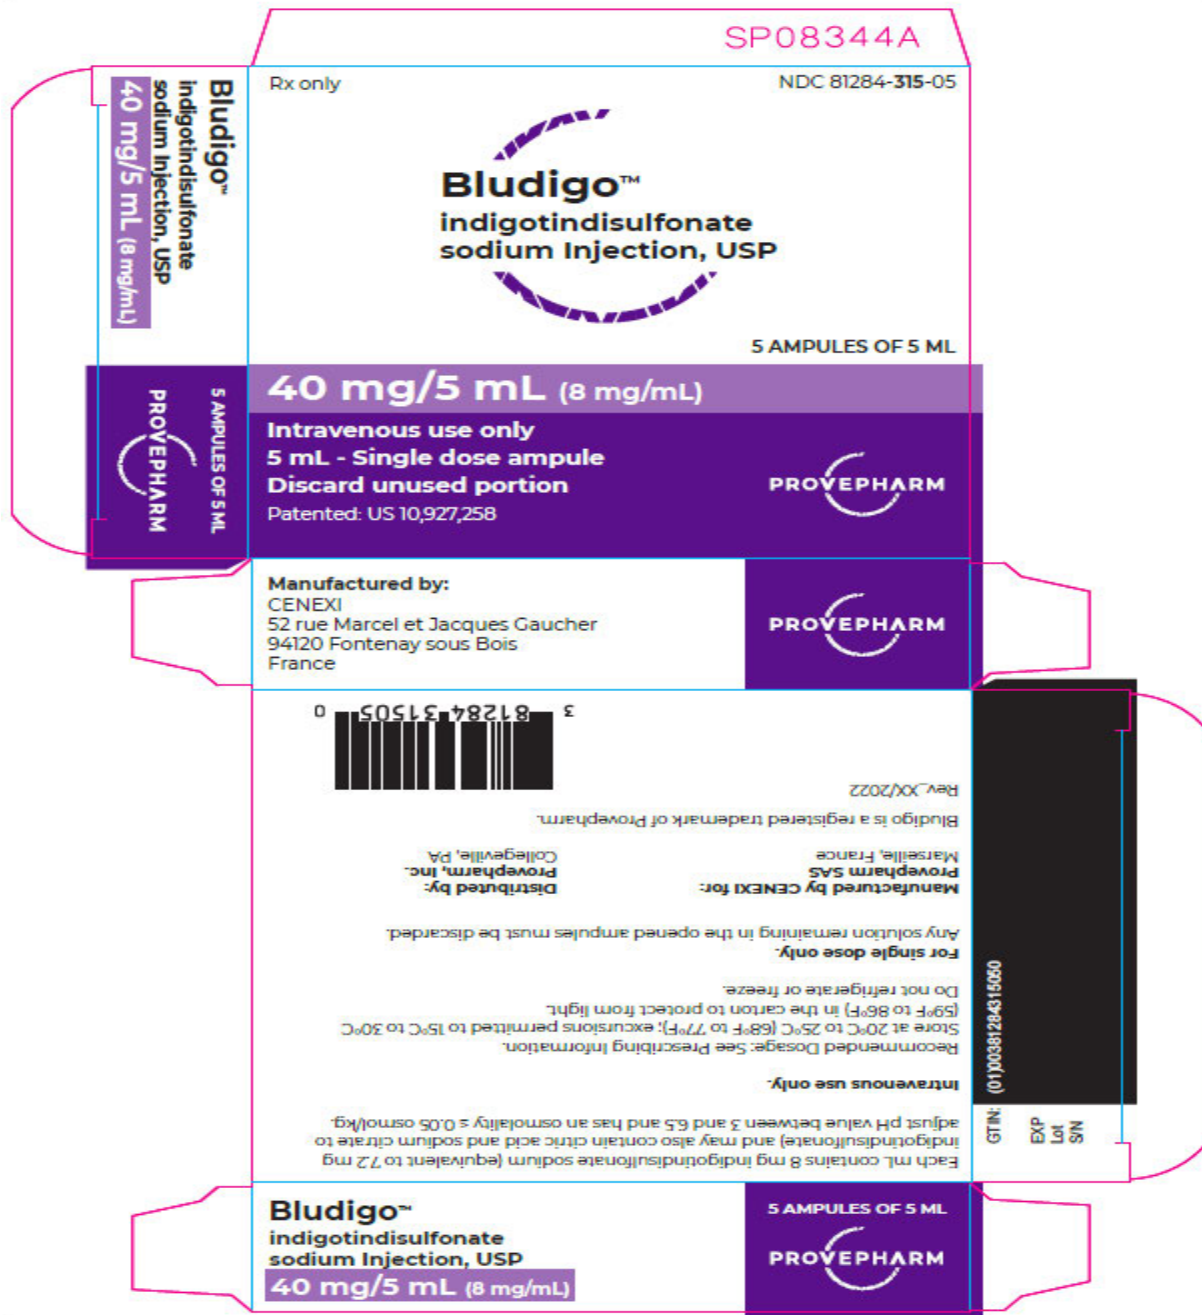 SP08344A
Rx only
NDC 81284-315-05
Bludigo™
indigotindisulfonate
sodium Injection, USP
5 AMPULES OF 5 ML
40 mg/5 mL (8 mg/mL)
Intravenous use only
5 mL - Single dose ampule
Discard unused portion
Patented: US 10,927,258
PROVEPHARM
Bludigo™
indigotindisulfonate
sodium Injection, USP
40 mg/5 mL (8 mg/mL)
5 AMPULES OF 5 ML
PROVEPHARM
Manufactured by:
CENEXI
52 rue Marcel et Jacques Gaucher
94120 Fontenay sous Bois
France
PROVEPHARM
Each mL contains 8 mg indigotindisulfonate sodium (equivalent to 7.2 mg
indigotindisulfonate) and may also contain citric acid and sodium citrate to
adjust pH value between 3 and 6.5 and has an osmolality ≤ 0.05 osmol/kg.
Intravenous use only.
Recommended Dosage: See Prescribing Information.
Store at 20°C to 25°C (68°F to 77°F); excursions permitted to 15°C to 30°C
(59°F to 86°F) in the carton to protect from light.
Do not refrigerate or freeze.
For single dose only.
Any solution remaining in the opened ampules must be discarded.
Manufactured by CENEXI for:
Provepharm SAS
Marseille, France
Distributed by:
Provepharm, Inc.
Collegeville, PA
Bludigo is a registered trademark of Provepharm.
Rev_XX/2022
3 81284 31505 0
GTIN: (01)00381284315050
EXP
Lot
S/N
Bludigo™
indigotindisulfonate
sodium Injection, USP
40 mg/5 mL (8 mg/mL)
5 AMPULES OF 5 ML
PROVEPHARM